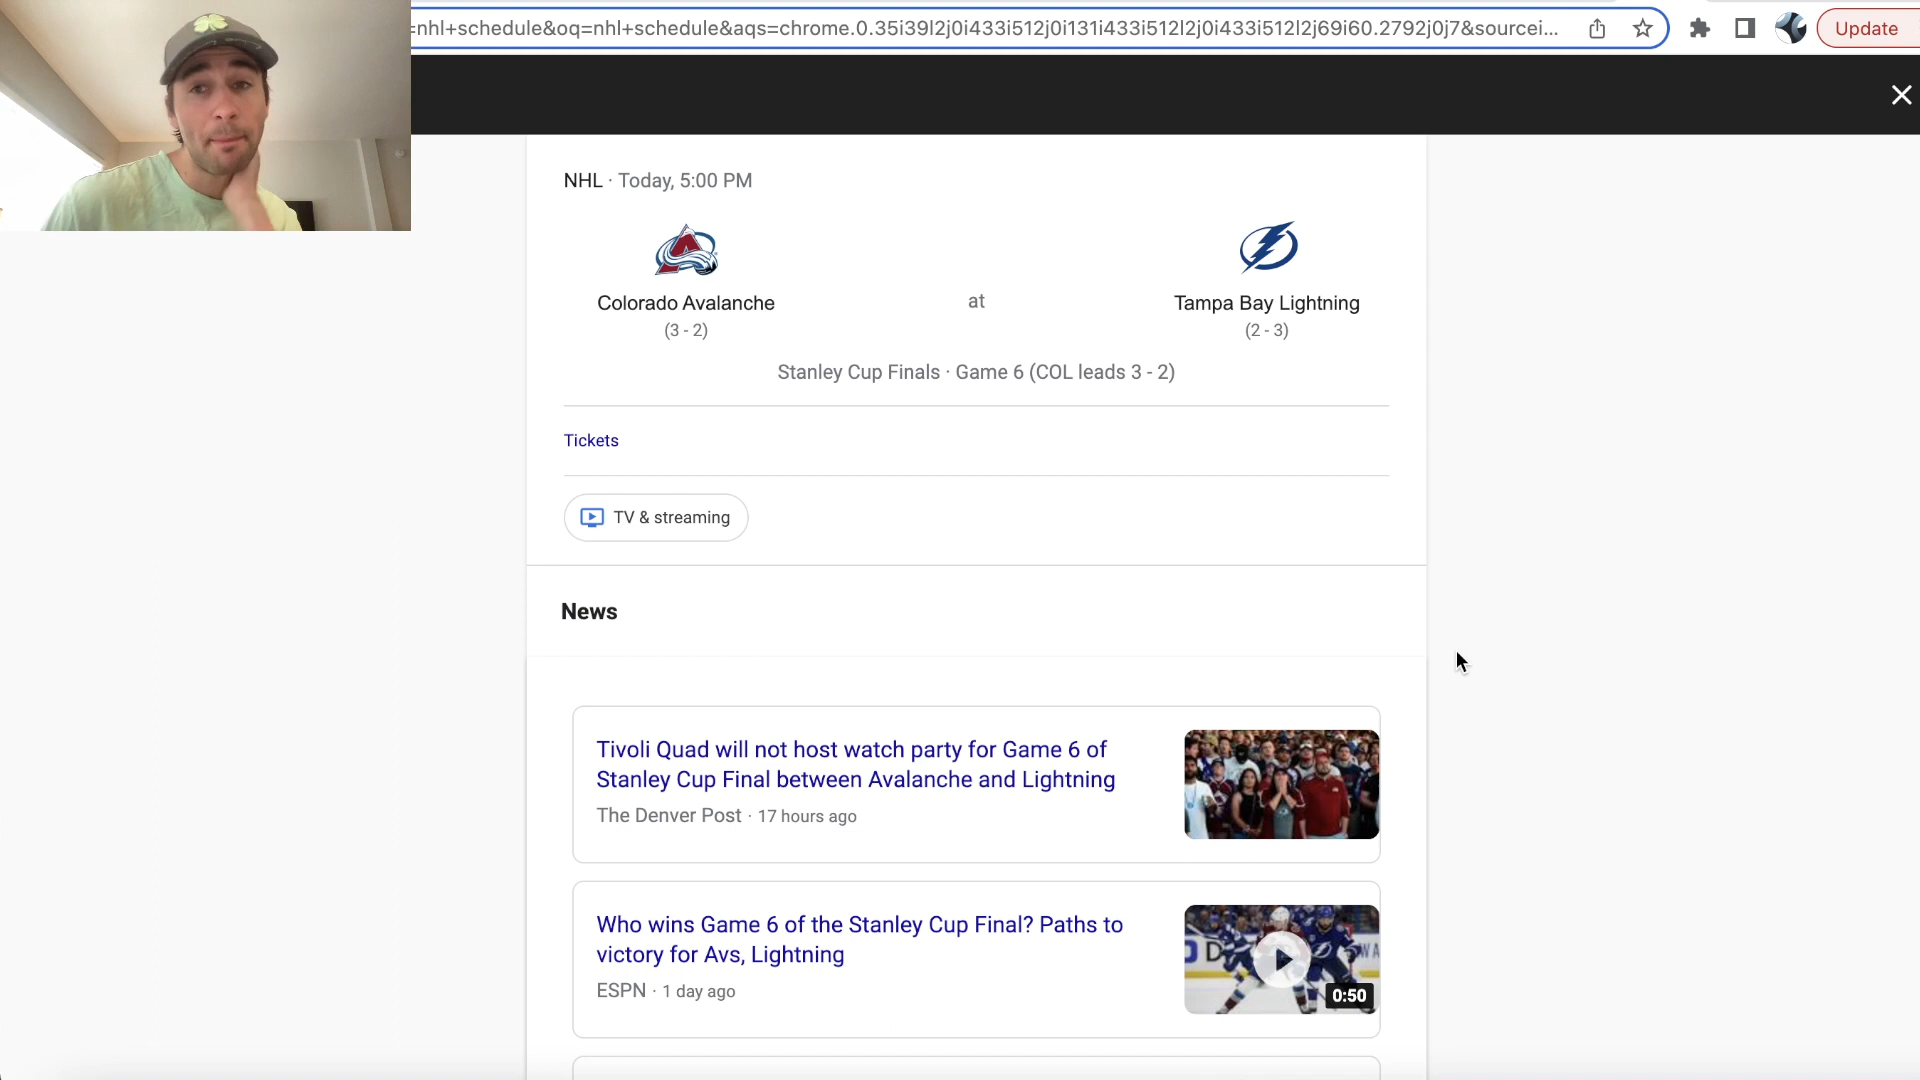 =nhl+schedule&oq=nhl+schedule&aqs=chrome.0.35i39l2j0i433i512j0i131i433i512l2j0i433i512l2j69i60.2792j0j7&sourcei...
Update
NHL · Today, 5:00 PM
Colorado Avalanche
(3 - 2)
at
Tampa Bay Lightning
(2 - 3)
Stanley Cup Finals · Game 6 (COL leads 3 - 2)
Tickets
TV & streaming
News
Tivoli Quad will not host watch party for Game 6 of
Stanley Cup Final between Avalanche and Lightning
The Denver Post · 17 hours ago
Who wins Game 6 of the Stanley Cup Final? Paths to
victory for Avs, Lightning
ESPN · 1 day ago
0:50